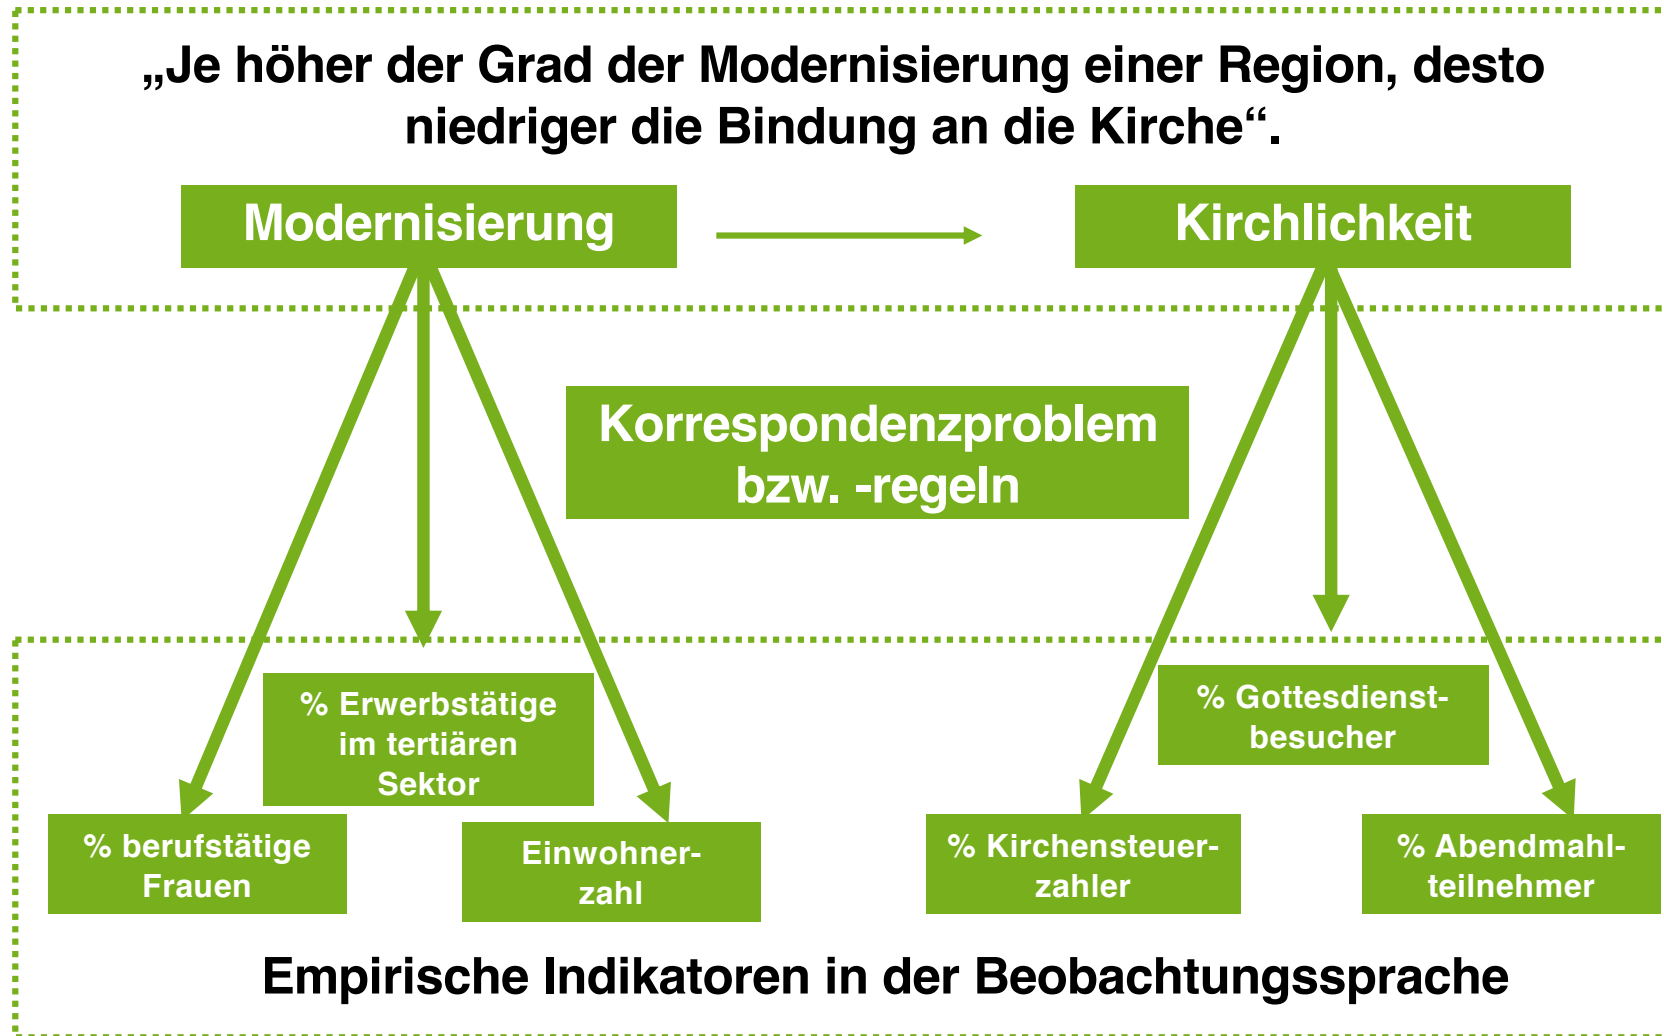 „Je höher der Grad der Modernisierung einer Region, desto
niedriger die Bindung an die Kirche“.
Modernisierung
Kirchlichkeit
Korrespondenzproblem
bzw. -regeln
% Erwerbstätige
im tertiären
Sektor
% Gottesdienst-
besucher
% berufstätige
Frauen
Einwohner-
zahl
% Kirchensteuer-
zahler
% Abendmahl-
teilnehmer
Empirische Indikatoren in der Beobachtungssprache